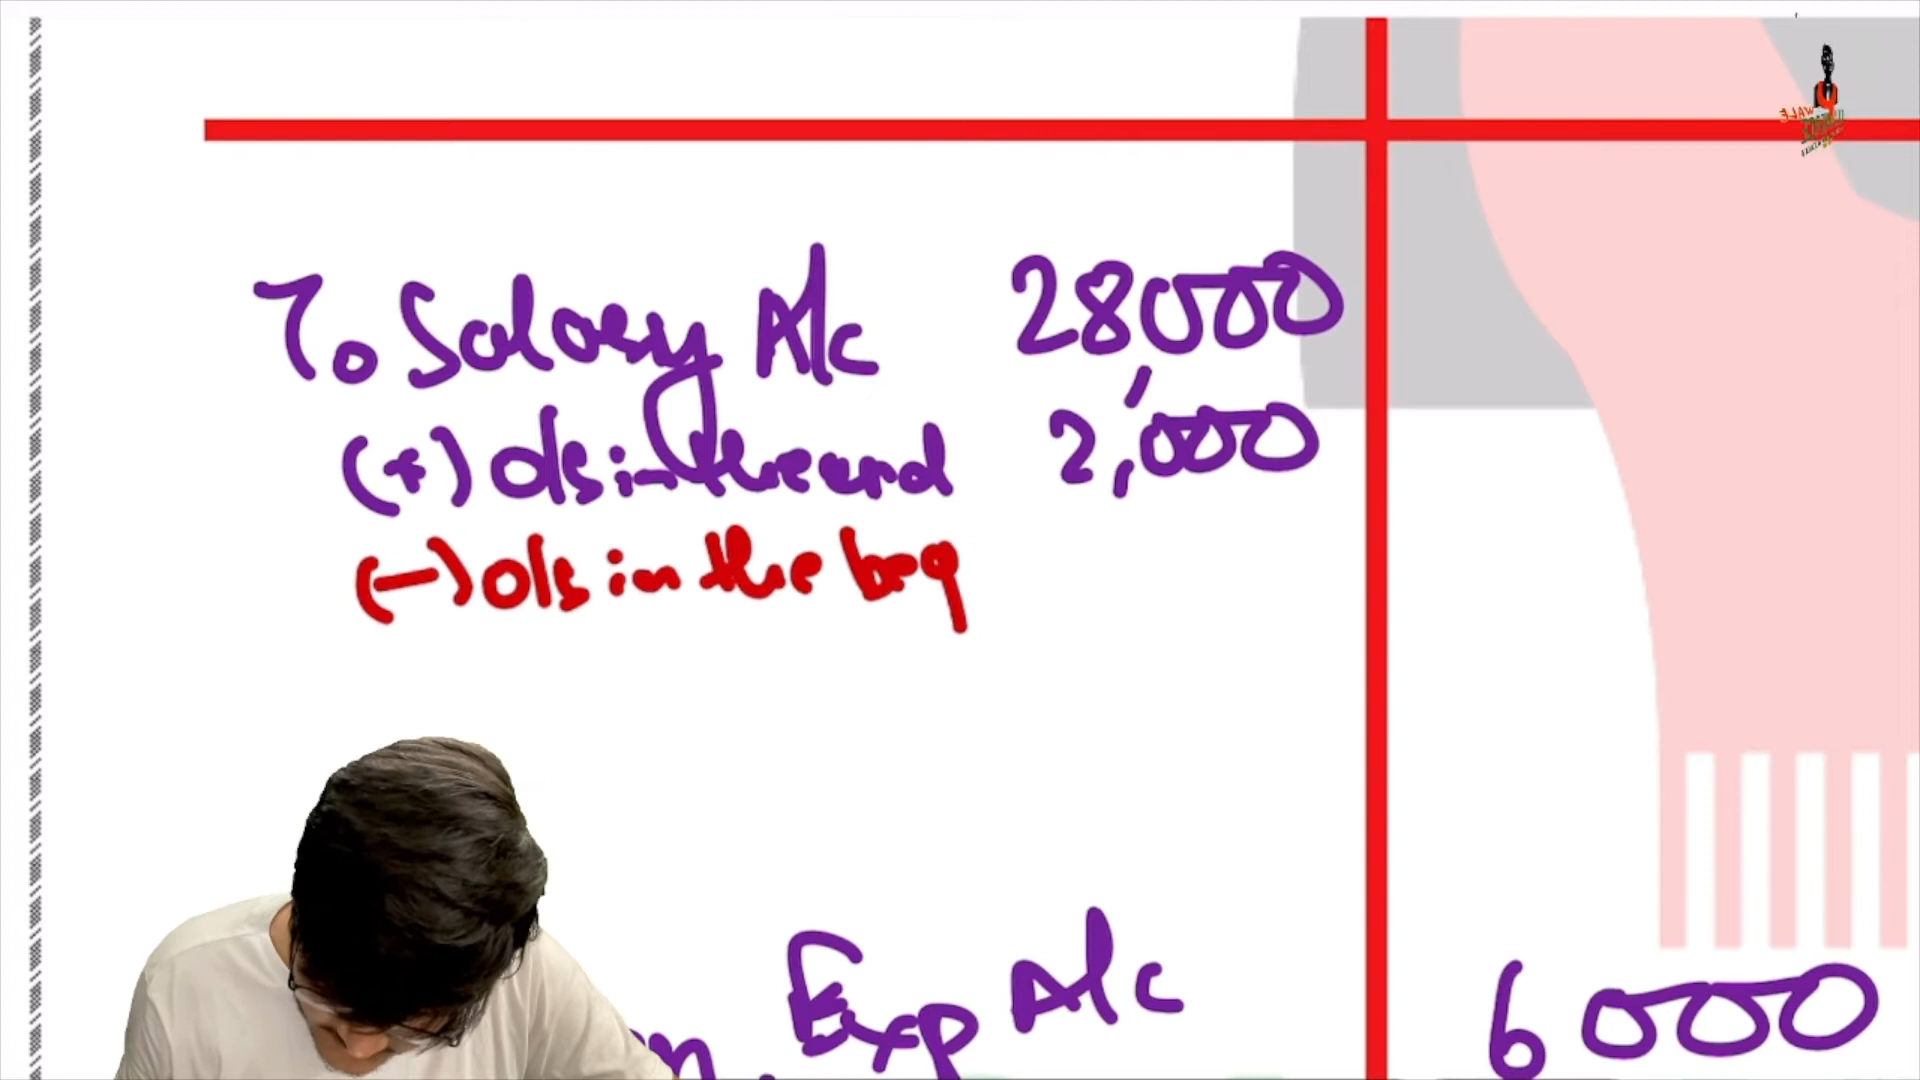 To Salary A/c 28,000
(+) O/s in the end 2,000
(-) O/s in the beg
Exp A/c 6000